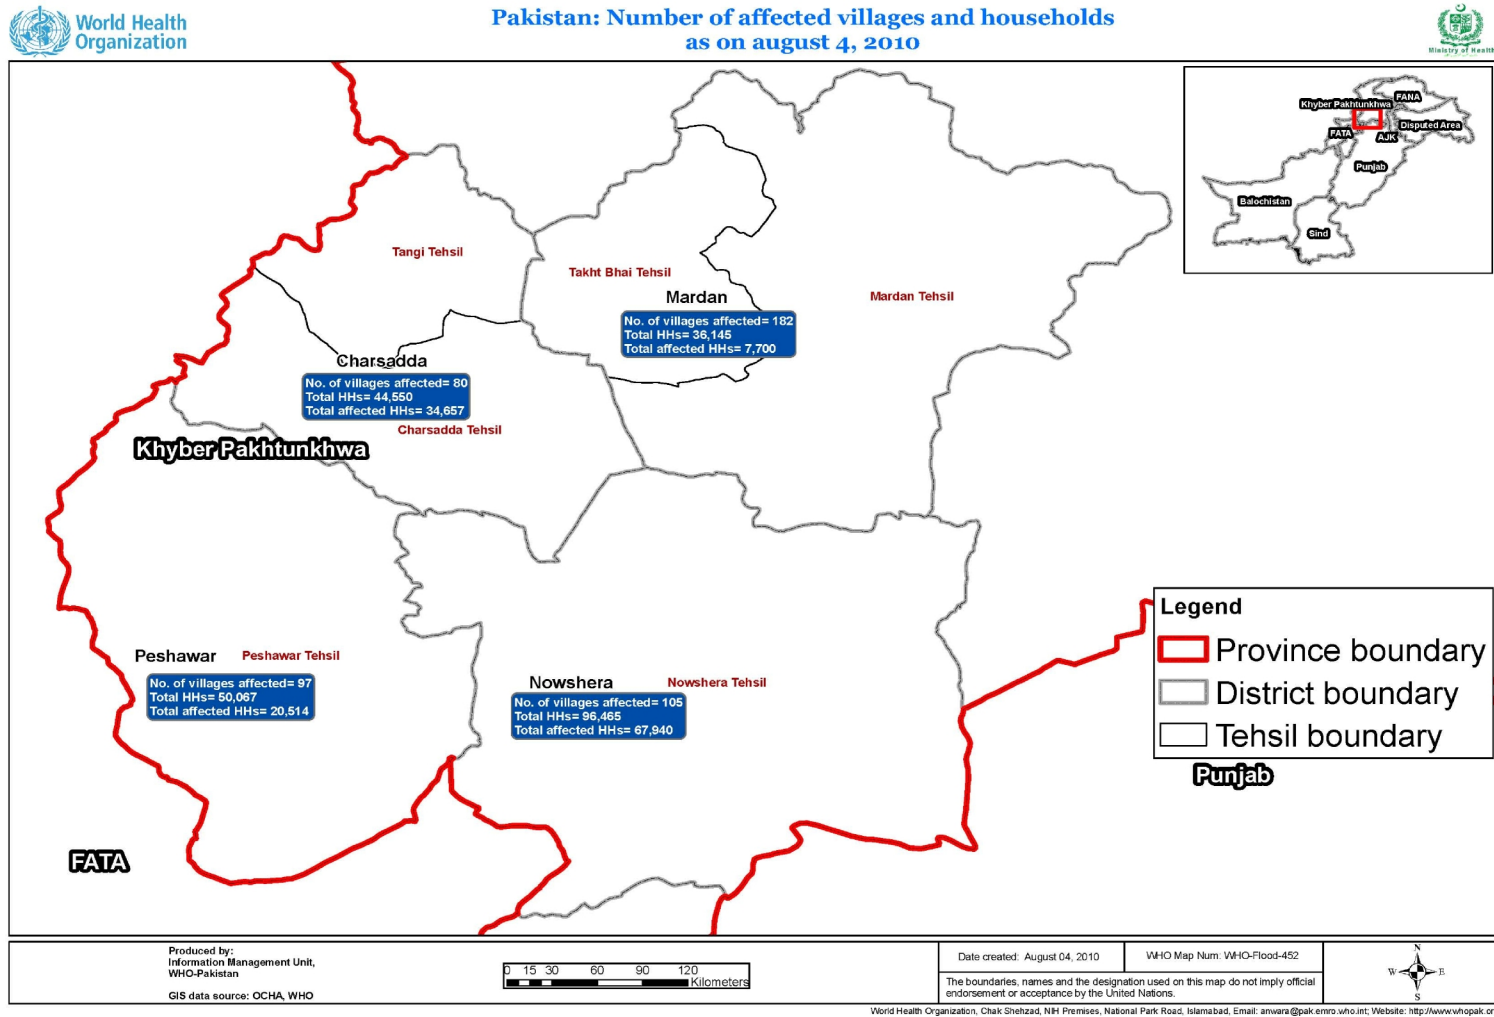 World Health
Organization
Pakistan: Number of affected villages and households
as on august 4, 2010
Ministry of Health
FANA
Khyber Pakhtunkhwa
Disputed Area
FATA
AJK
Punjab
Balochistan
Sind
Tangi Tehsil
Takht Bhai Tehsil
Mardan
Mardan Tehsil
No. of villages affected= 182
Total HHs= 36,145
Total affected HHs= 7,700
Charsadda
No. of villages affected= 80
Total HHs= 44,550
Total affected HHs= 34,657
Charsadda Tehsil
Khyber Pakhtunkhwa
Peshawar
Peshawar Tehsil
No. of villages affected= 97
Total HHs= 50,067
Total affected HHs= 20,514
Nowshera
Nowshera Tehsil
No. of villages affected= 105
Total HHs= 96,465
Total affected HHs= 67,940
Legend
Province boundary
District boundary
Tehsil boundary
Punjab
FATA
Produced by:
Information Management Unit,
WHO-Pakistan
GIS data source: OCHA, WHO
0 15 30 60 90 120
Kilometers
Date created: August 04, 2010
WHO Map Num: WHO-Flood-452
The boundaries, names and the designation used on this map do not imply official
endorsement or acceptance by the United Nations.
N
W E
S
World Health Organization, Chak Shehzad, NIH Premises, National Park Road, Islamabad, Email: anwara@pak.emro.who.int; Website: http://www.whopak.or